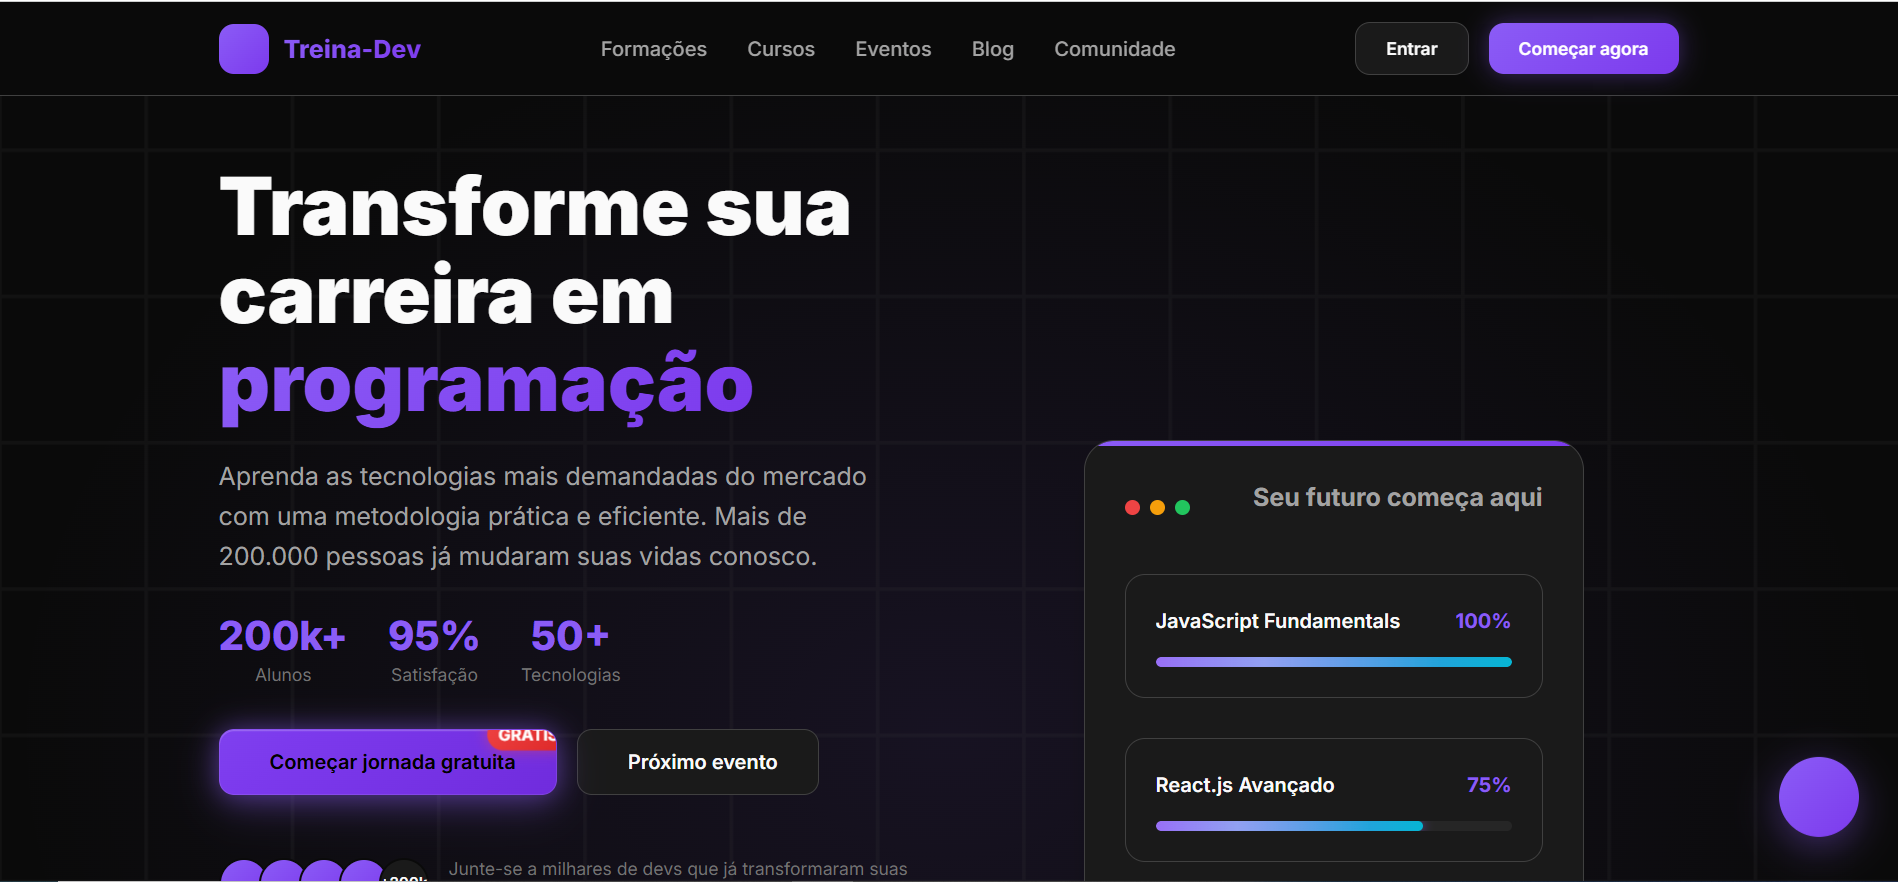 Treina-Dev
Formações
Cursos
Eventos
Blog
Comunidade
Entrar
Começar agora
Transforme sua
carreira em
programação
Aprenda as tecnologias mais demandadas do mercado
com uma metodologia prática e eficiente. Mais de
200.000 pessoas já mudaram suas vidas conosco.
200k+
Alunos
95%
Satisfação
50+
Tecnologias
GRÁTIS
Começar jornada gratuita
Próximo evento
Junte-se a milhares de devs que já transformaram suas
Seu futuro começa aqui
JavaScript Fundamentals
100%
React.js Avançado
75%